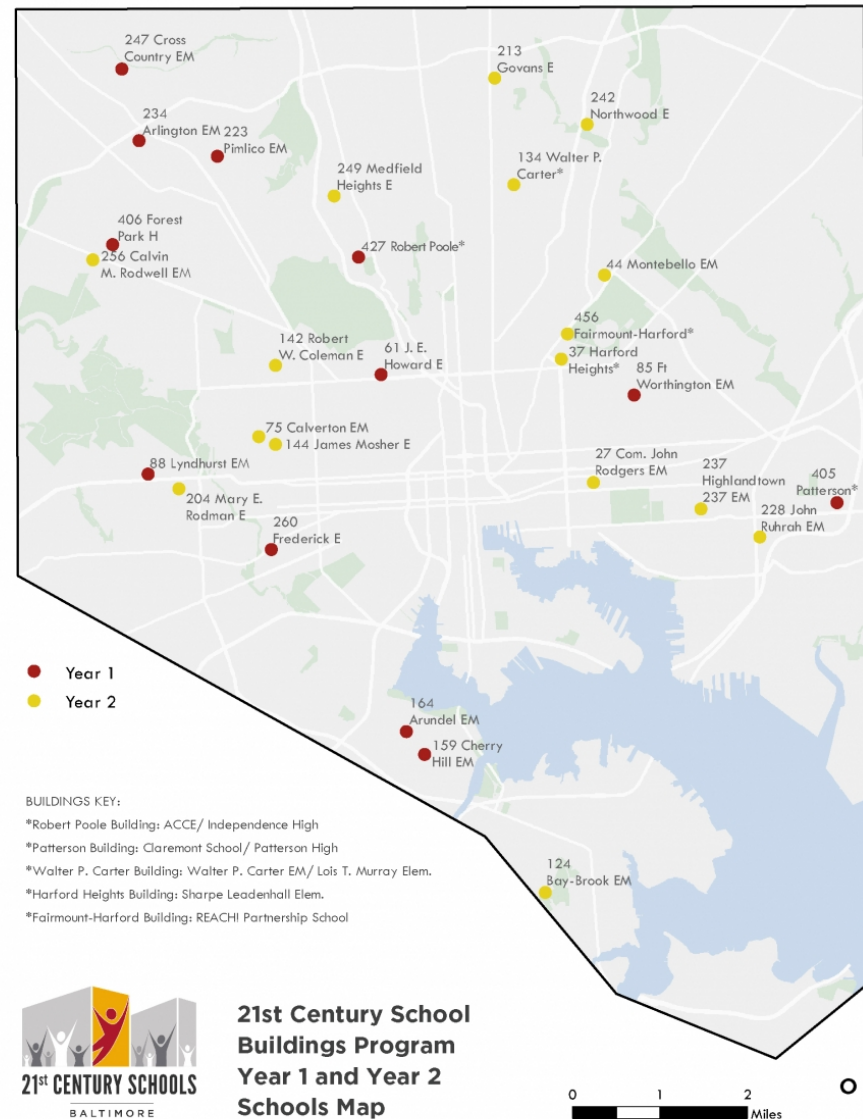 247 Cross
Country EM
213
Govans E
234
Arlington EM
223
Pimlico EM
242
Northwood E
249 Medfield
Heights E
134 Walter P.
Carter*
406 Forest
Park H
256 Calvin
M. Rodwell EM
427 Robert Poole*
44 Montebello EM
456
Fairmount-Harford*
142 Robert
W. Coleman E
61 J. E.
Howard E
37 Harford
Heights*
85 Ft
Worthington EM
75 Calverton EM
144 James Mosher E
88 Lyndhurst EM
204 Mary E.
Rodman E
27 Com. John
Rodgers EM
237
Highlandtown
237 EM
405
Patterson*
228 John
Ruhrah EM
260
Frederick E
Year 1
Year 2
164
Arundel EM
159 Cherry
Hill EM
124
Bay-Brook EM
BUILDINGS KEY:
*Robert Poole Building: ACCE/ Independence High
*Patterson Building: Claremont School/ Patterson High
*Walter P. Carter Building: Walter P. Carter EM/ Lois T. Murray Elem.
*Harford Heights Building: Sharpe Leadenhall Elem.
*Fairmount-Harford Building: REACH! Partnership School
21st CENTURY SCHOOLS
BALTIMORE
21st Century School
Buildings Program
Year 1 and Year 2
Schools Map
0 1 2
Miles